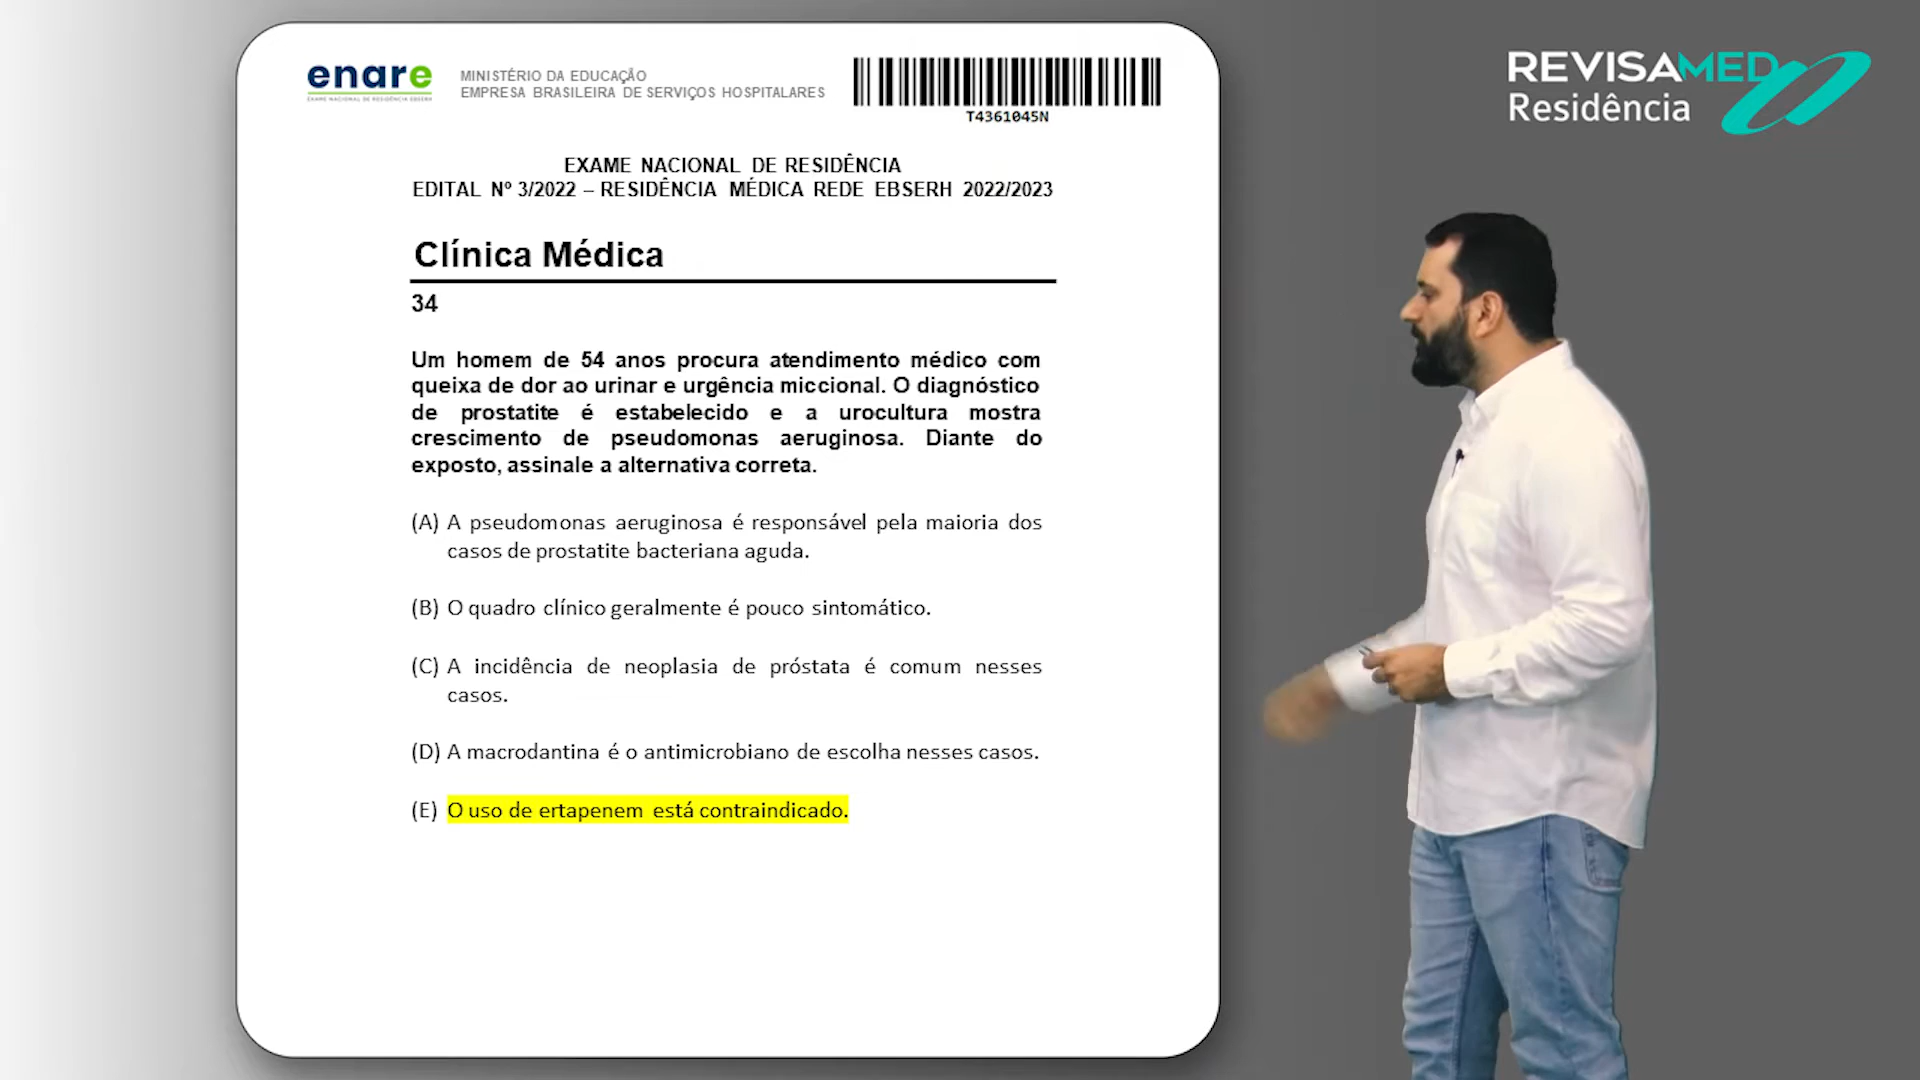 enare
EXAME NACIONAL DE RESIDÊNCIA EBSERH
MINISTÉRIO DA EDUCAÇÃO
EMPRESA BRASILEIRA DE SERVIÇOS HOSPITALARES
T4361045N
REVISAMED
Residência
EXAME NACIONAL DE RESIDÊNCIA
EDITAL Nº 3/2022 – RESIDÊNCIA MÉDICA REDE EBSERH 2022/2023
Clínica Médica
34
Um homem de 54 anos procura atendimento médico com
queixa de dor ao urinar e urgência miccional. O diagnóstico
de prostatite é estabelecido e a urocultura mostra
crescimento de pseudomonas aeruginosa. Diante do
exposto, assinale a alternativa correta.
(A) A pseudomonas aeruginosa é responsável pela maioria dos
casos de prostatite bacteriana aguda.
(B) O quadro clínico geralmente é pouco sintomático.
(C) A incidência de neoplasia de próstata é comum nesses
casos.
(D) A macrodantina é o antimicrobiano de escolha nesses casos.
(E) O uso de ertapenem está contraindicado.